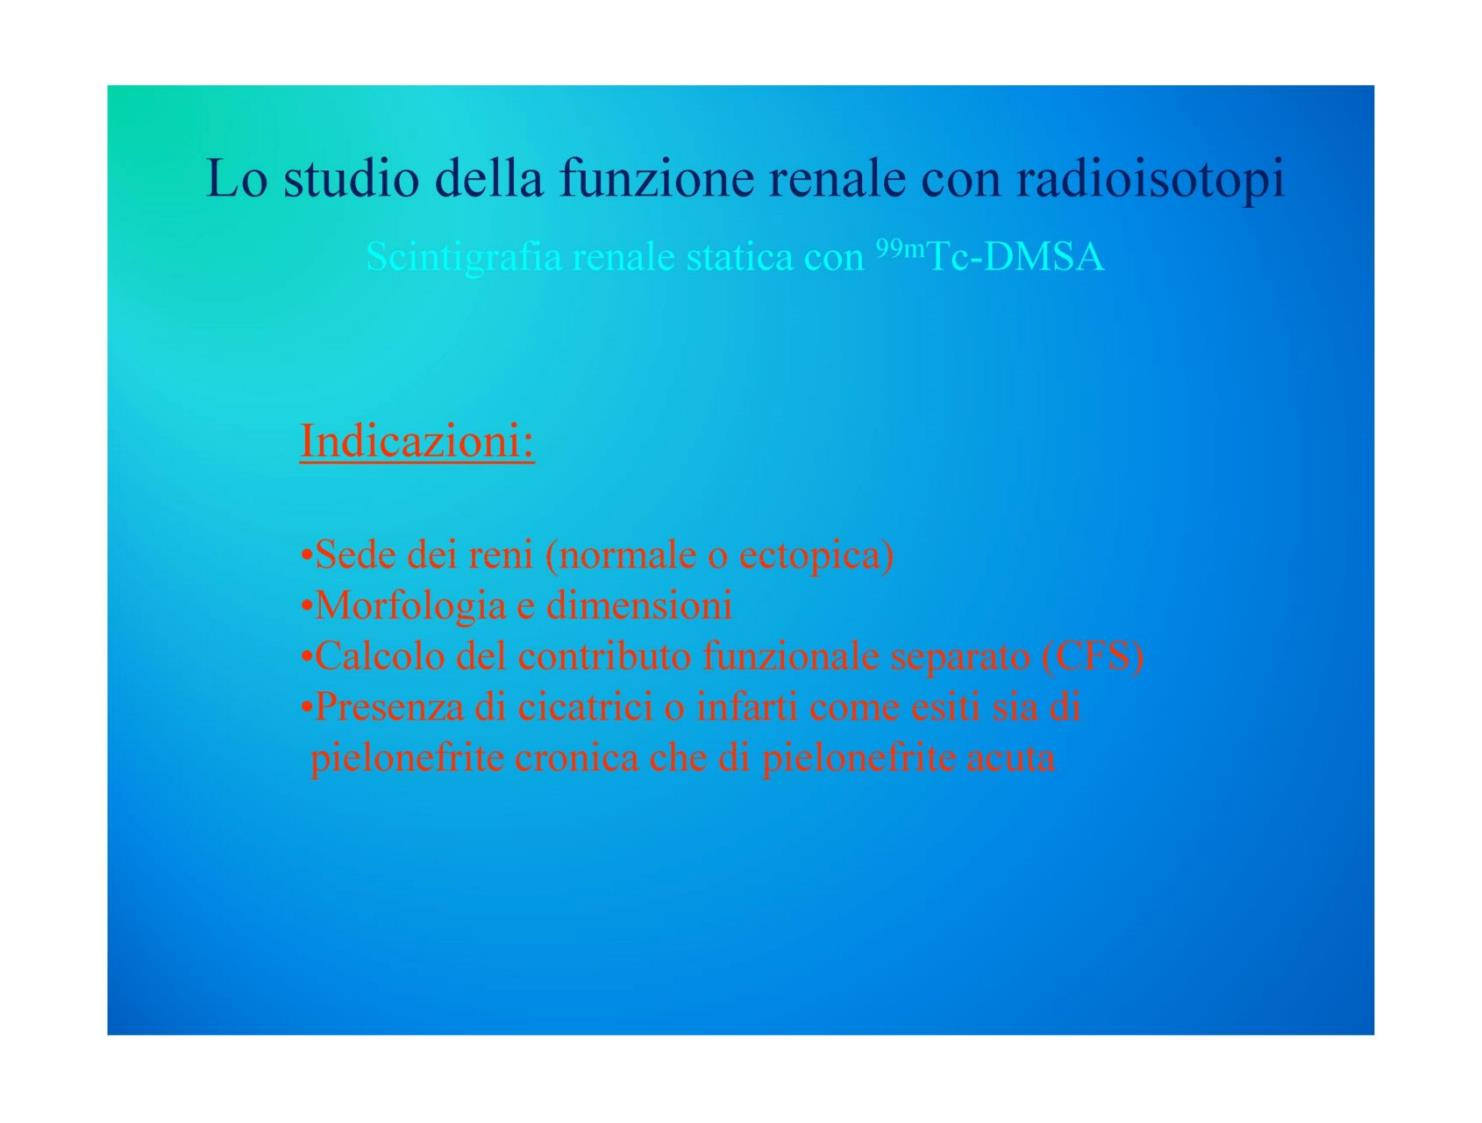 Lo studio della funzione renale con radioisotopi
Scintigrafia renale statica con ⁹⁹ᵐTc-DMSA
Indicazioni:
•Sede dei reni (normale o ectopica)
•Morfologia e dimensioni
•Calcolo del contributo funzionale separato (CFS)
•Presenza di cicatrici o infarti come esiti sia di
pielonefrite cronica che di pielonefrite acuta